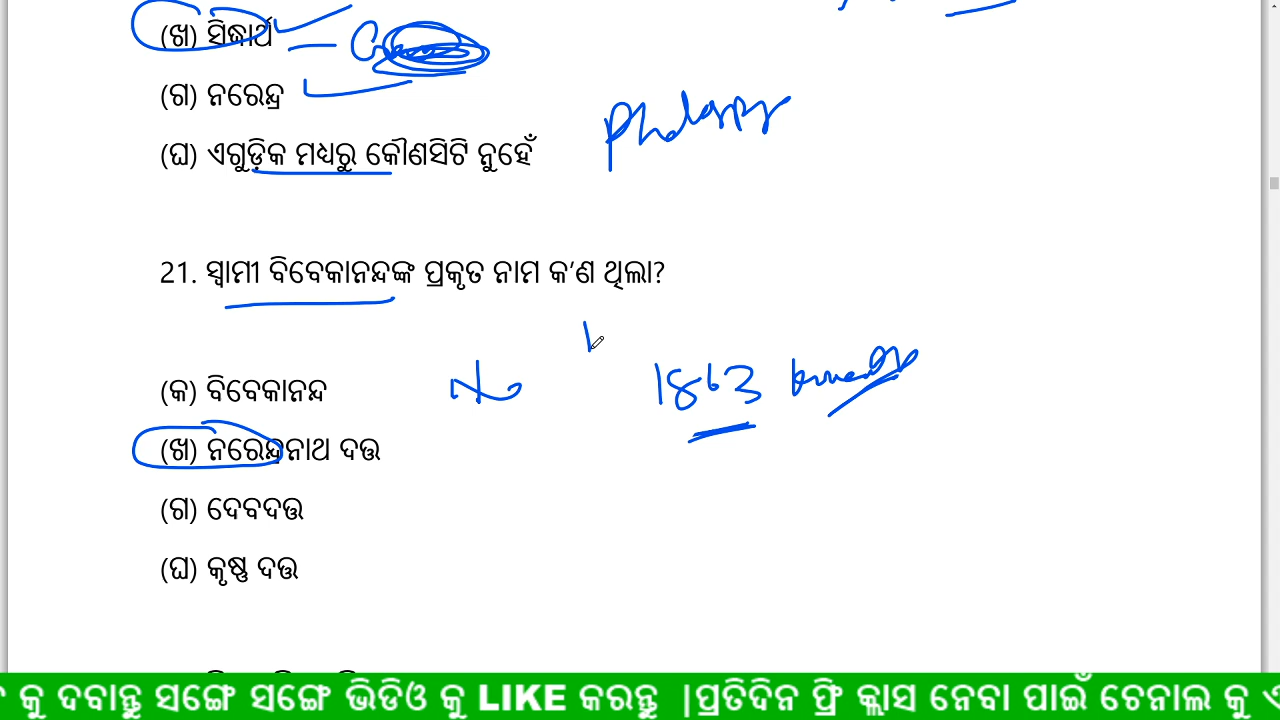 (ଖ) ସିଦ୍ଧାର୍ଥ
(ଗ) ନରେନ୍ଦ୍ର
(ଘ) ଏଗୁଡ଼ିକ ମଧ୍ୟରୁ କୌଣସିଟି ନୁହେଁ
21. ସ୍ୱାମୀ ବିବେକାନନ୍ଦଙ୍କ ପ୍ରକୃତ ନାମ କ'ଣ ଥିଲା?
(କ) ବିବେକାନନ୍ଦ
1863
(ଖ) ନରେନ୍ଦ୍ରନାଥ ଦତ୍ତ
(ଗ) ଦେବଦତ୍ତ
(ଘ) କୃଷ୍ଣ ଦତ୍ତ
କୁ ଦବାନ୍ତୁ ସଙ୍ଗେ ସଙ୍ଗେ ଭିଡିଓ କୁ LIKE କରନ୍ତୁ |ପ୍ରତିଦିନ ଫ୍ରି କ୍ଲାସ ନେବା ପାଇଁ ଚେନାଲ କୁ